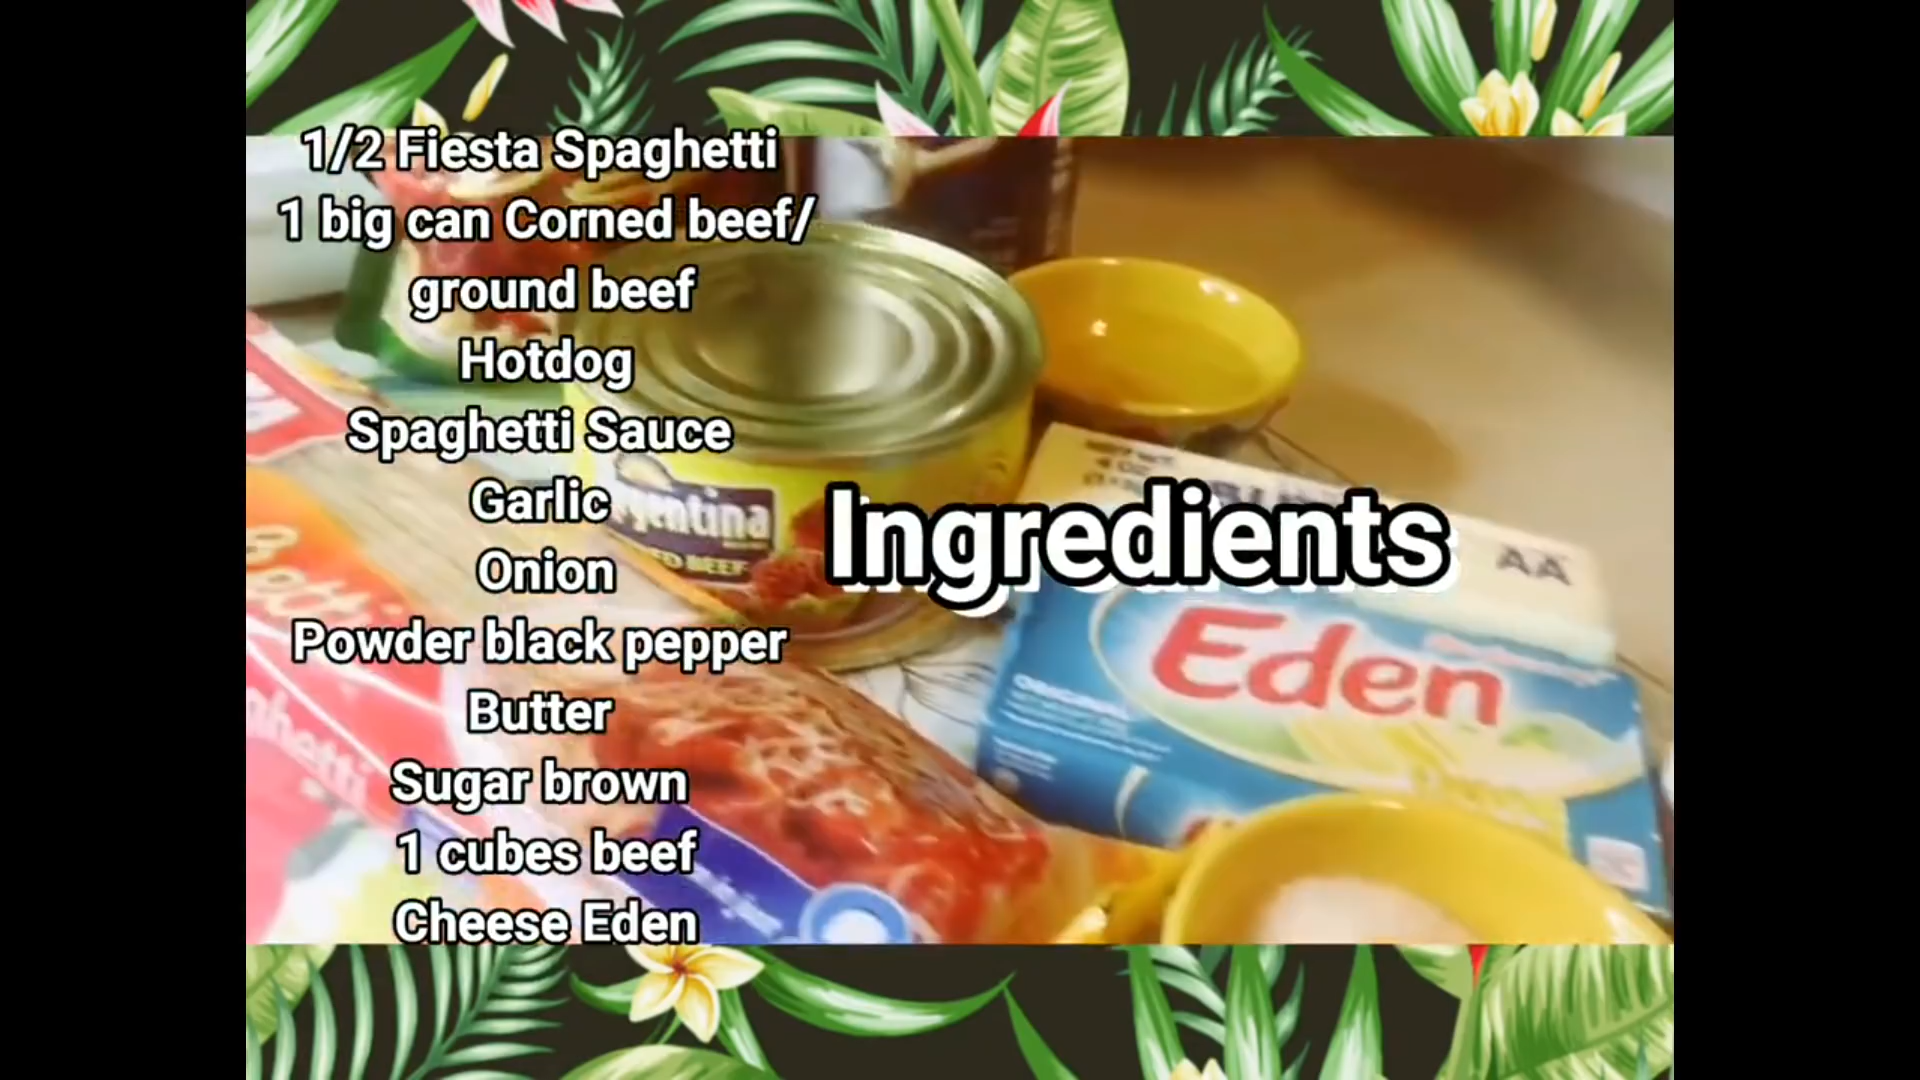 1/2 Fiesta Spaghetti
1 big can Corned beef/
ground beef
Hotdog
Spaghetti Sauce
Garlic
Onion
Powder black pepper
Butter
Sugar brown
1 cubes beef
Cheese Eden
Ingredients
AA
Eden